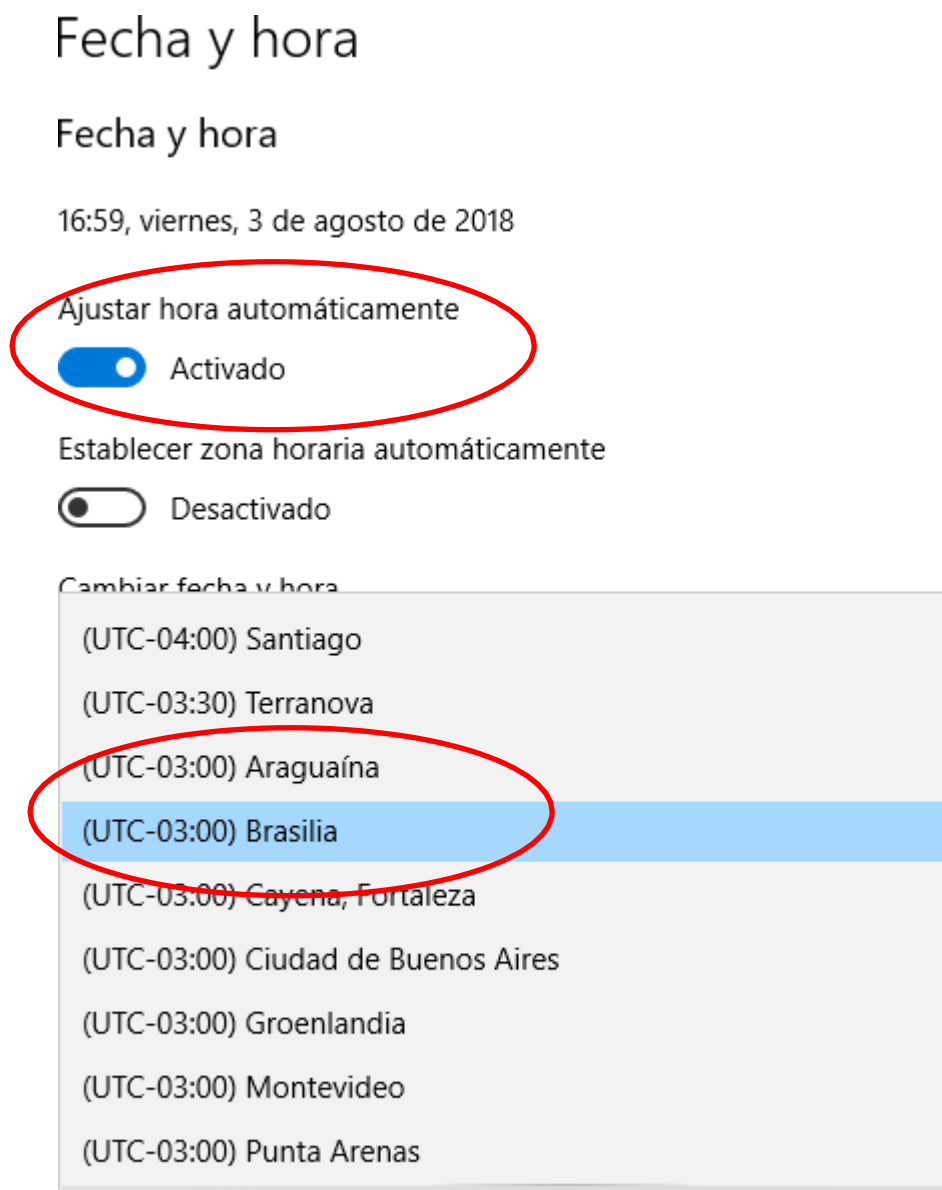 Fecha y hora
Fecha y hora
16:59, viernes, 3 de agosto de 2018
Ajustar hora automáticamente
Activado
Establecer zona horaria automáticamente
Desactivado
Cambiar fecha y hora
(UTC-04:00) Santiago
(UTC-03:30) Terranova
(UTC-03:00) Araguaína
(UTC-03:00) Brasilia
(UTC-03:00) Cayena, Fortaleza
(UTC-03:00) Ciudad de Buenos Aires
(UTC-03:00) Groenlandia
(UTC-03:00) Montevideo
(UTC-03:00) Punta Arenas